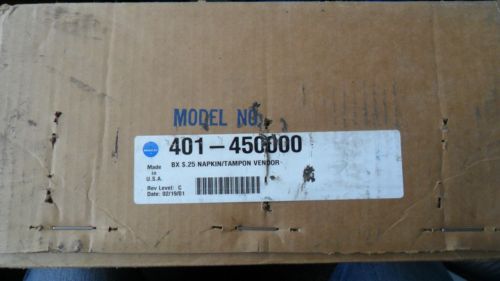 MODEL NO.
401-450000
BX $.25 NAPKIN/TAMPON VENDOR
Made
in
U.S.A.
Rev Level: C
Date: 02/19/01